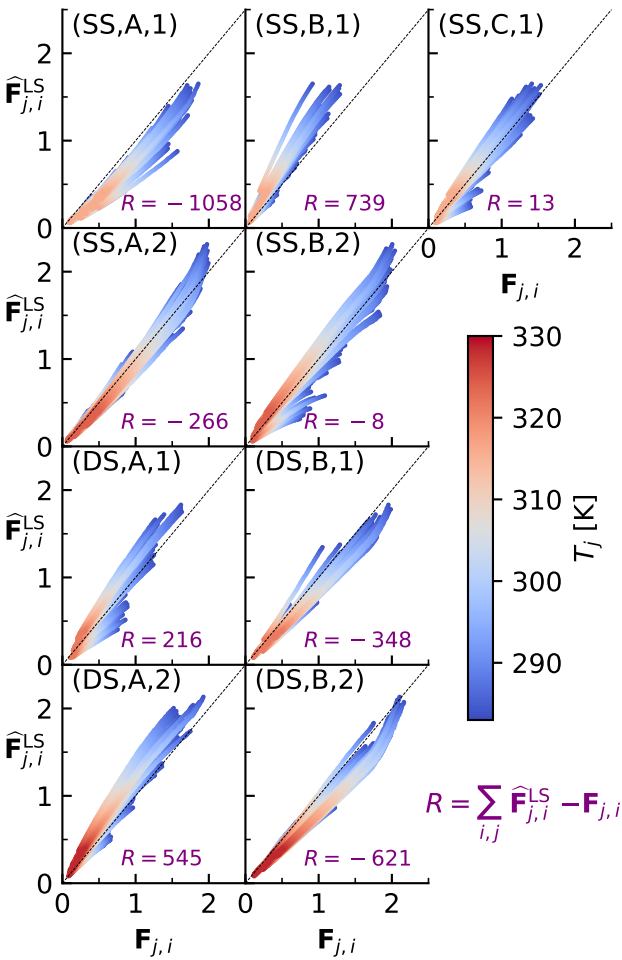 (SS,A,1) (SS,B,1) (SS,C,1)
2
F̂ᴸˢ_{j,i}
1
R = −1058 R = 739 R = 13
0
0 1 2
F_{j,i}
(SS,A,2) (SS,B,2)
2
F̂ᴸˢ_{j,i}
1
R = −266 R = −8
0
330
320
310
300
290
T_j [K]
(DS,A,1) (DS,B,1)
2
F̂ᴸˢ_{j,i}
1
R = 216 R = −348
0
(DS,A,2) (DS,B,2)
2
F̂ᴸˢ_{j,i}
1
R = ∑_{i,j} F̂ᴸˢ_{j,i} − F_{j,i}
R = 545 R = −621
0
0 1 2 0 1 2
F_{j,i} F_{j,i}